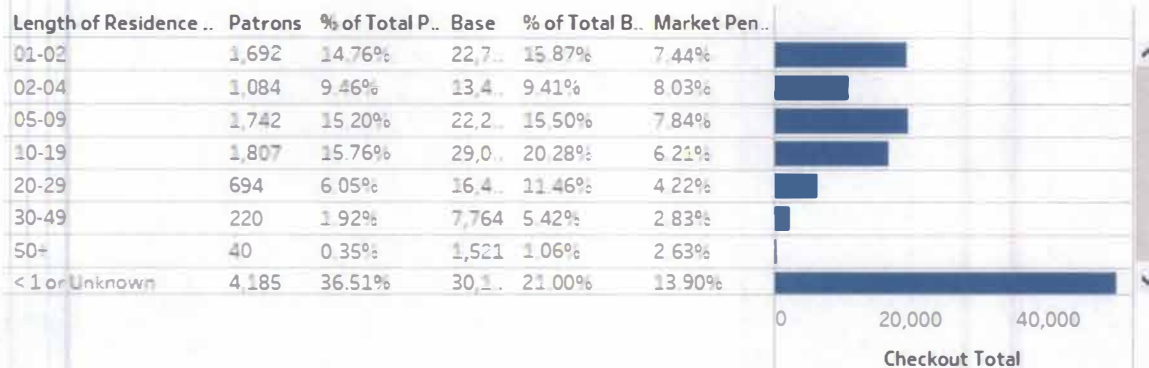 Length of Residence .. Patrons % of Total P.. Base % of Total B.. Market Pen..
01-02 1,692 14.76% 22,7.. 15.87% 7.44%
02-04 1,084 9.46% 13,4.. 9.41% 8.03%
05-09 1,742 15.20% 22,2.. 15.50% 7.84%
10-19 1,807 15.76% 29,0.. 20.28% 6.21%
20-29 694 6.05% 16,4.. 11.46% 4.22%
30-49 220 1.92% 7,764 5.42% 2.83%
50+ 40 0.35% 1,521 1.06% 2.63%
< 1 or Unknown 4,185 36.51% 30,1.. 21.00% 13.90%
0 20,000 40,000
Checkout Total